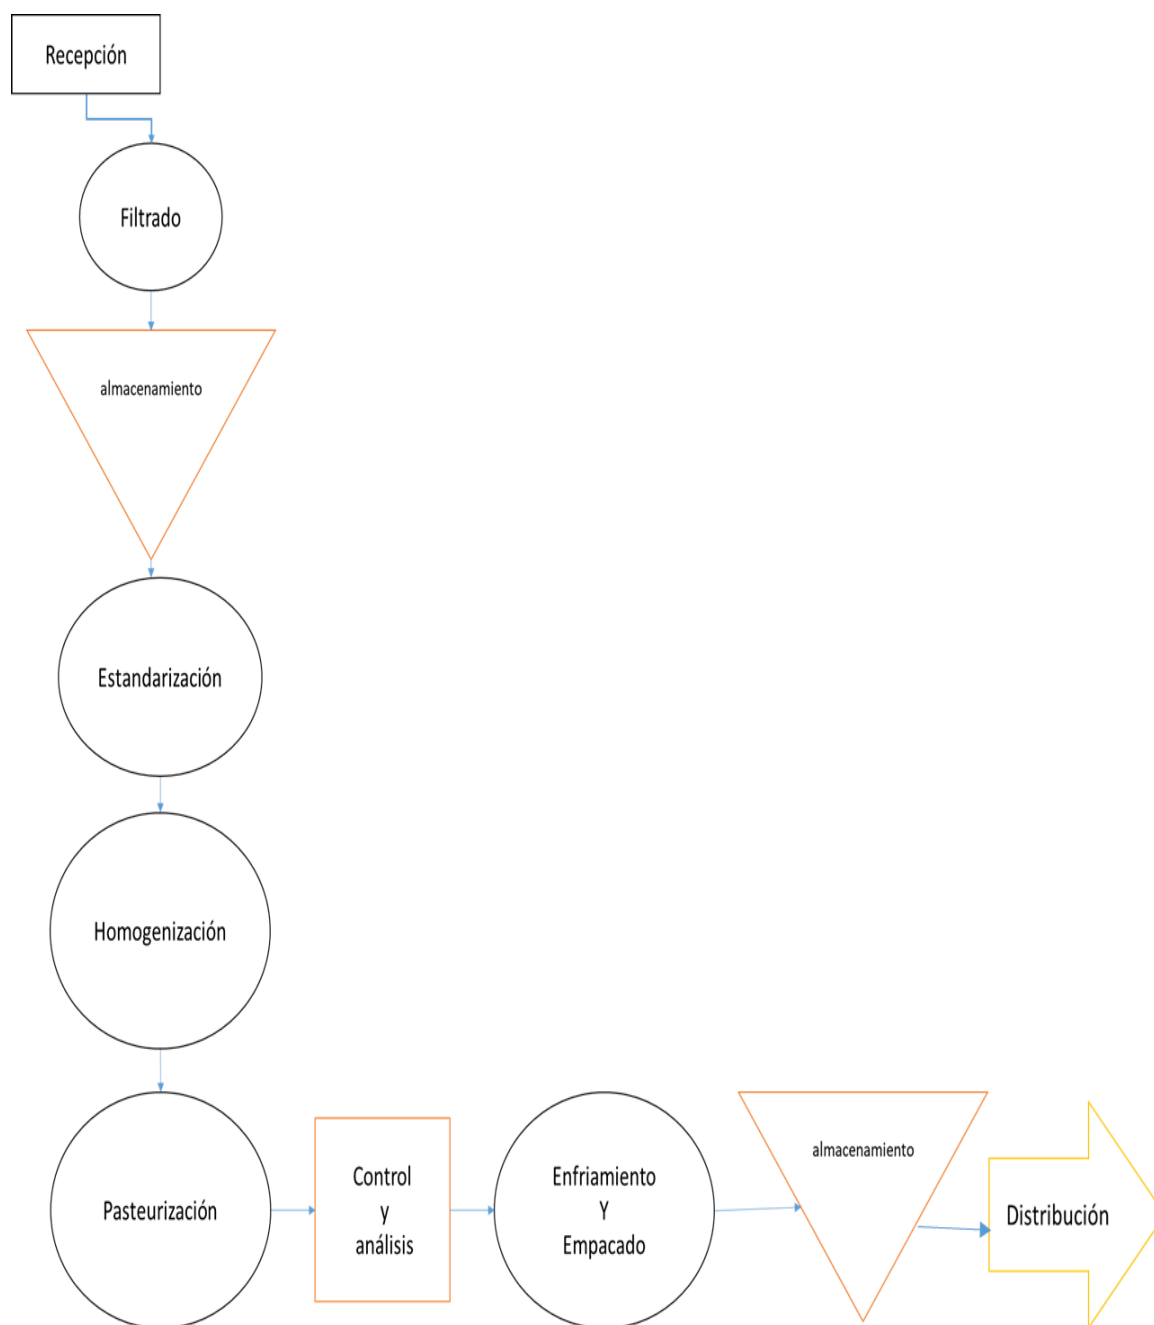 Recepción
Filtrado
almacenamiento
Estandarización
Homogenización
Pasteurización
Control
y
análisis
Enfriamiento
Y
Empacado
almacenamiento
Distribución